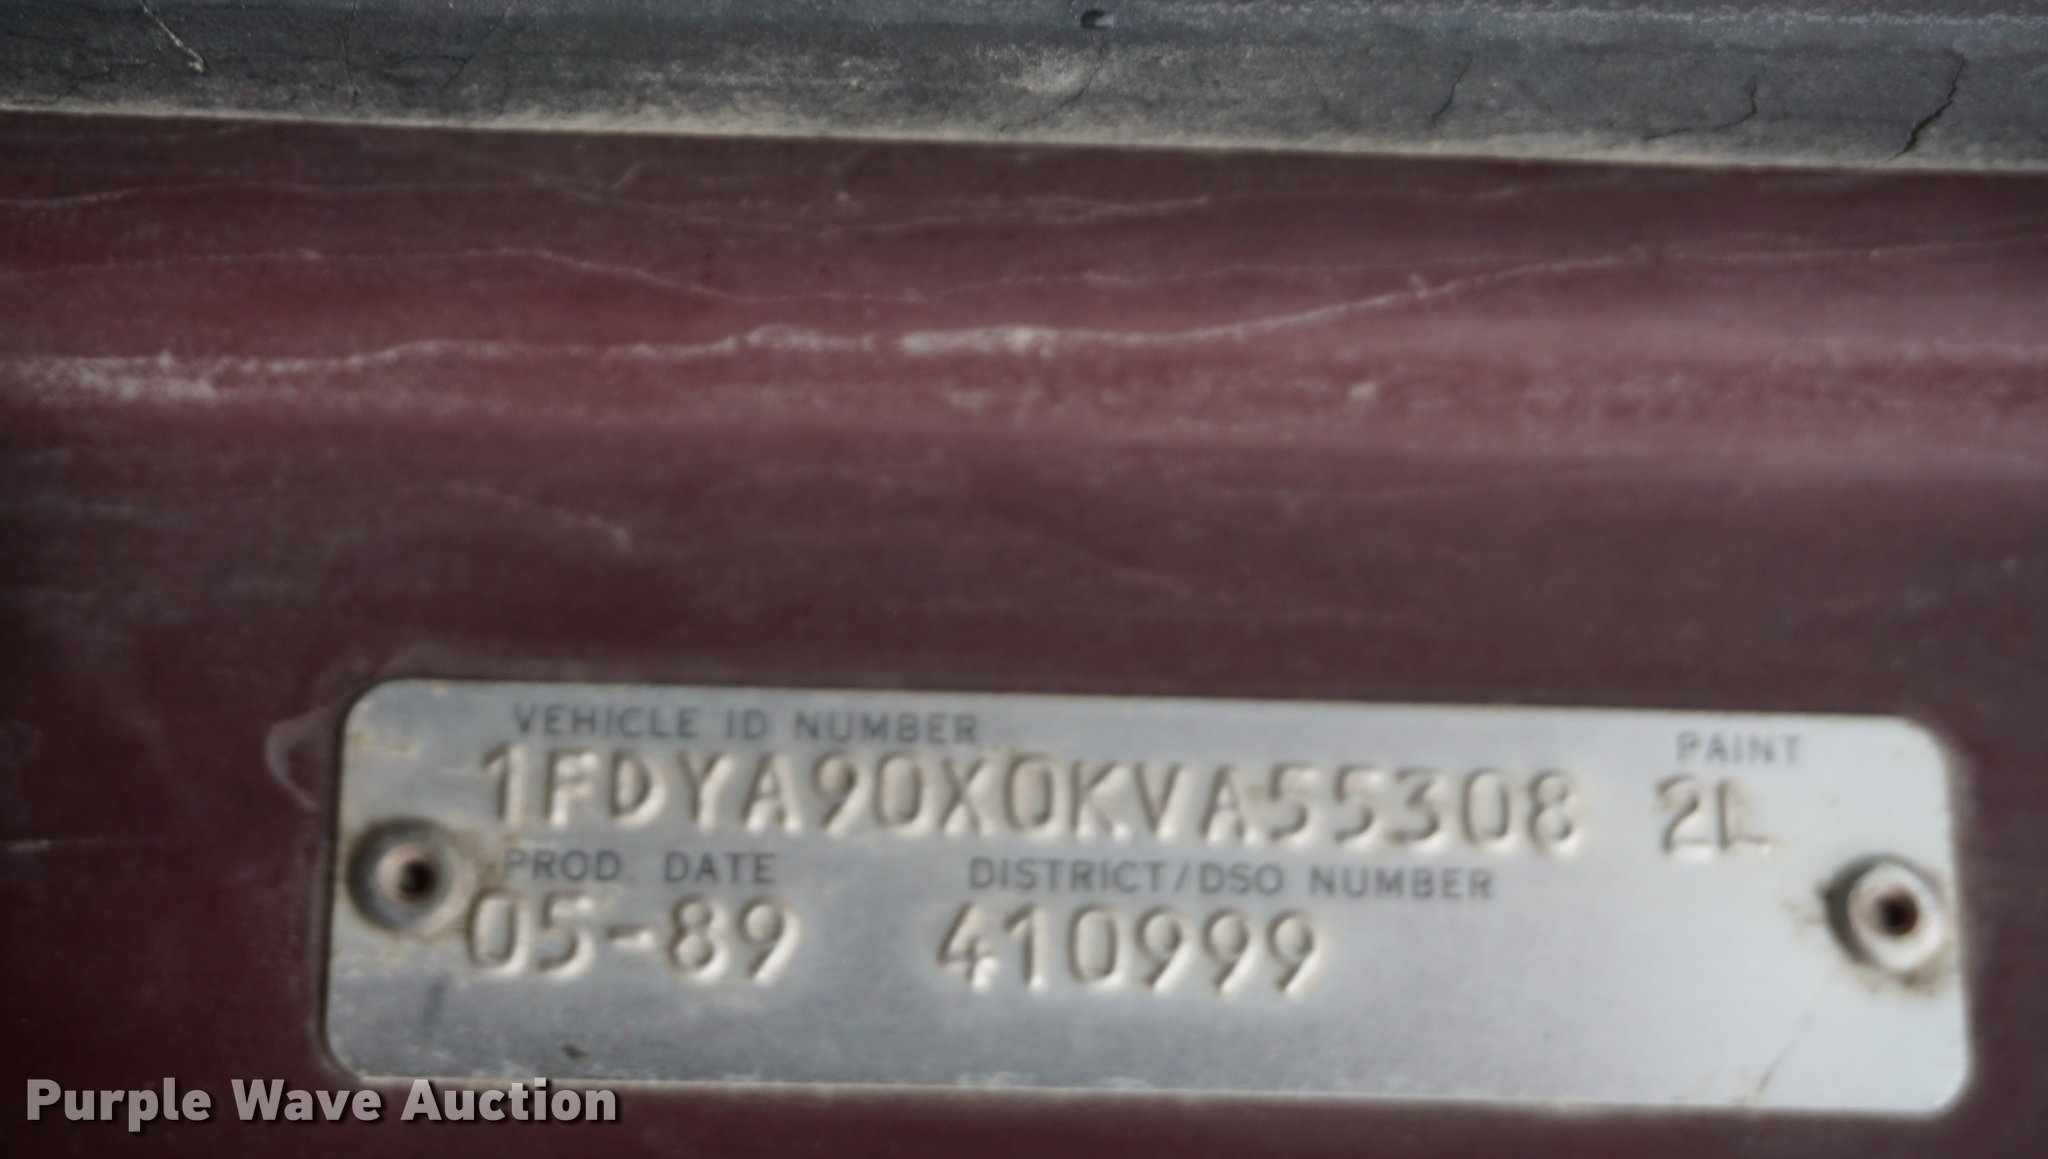 VEHICLE ID NUMBER
PAINT
1FDYA90X0KVA55308 2L
PROD. DATE DISTRICT/DSO NUMBER
05-89 410999
Purple Wave Auction